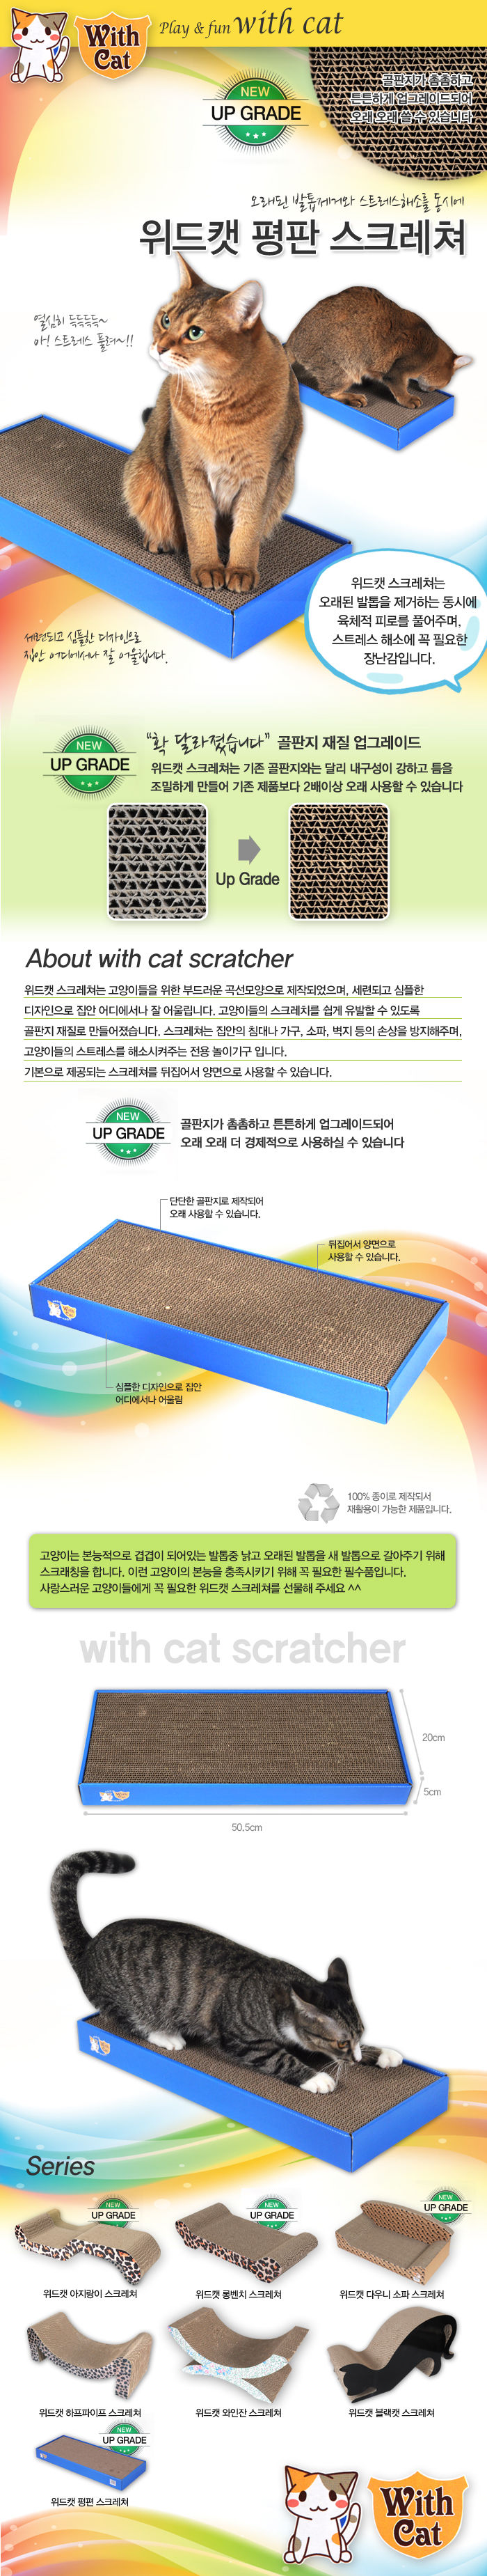 With
Cat
Play & fun with cat
골판지가 촘촘하고
튼튼하게 업그레이드되어
오래 오래 쓸 수 있습니다
NEW
UP GRADE
오래된 발톱제거와 스트레스해소를 동시에
위드캣 평판 스크레쳐
열심히 득득득득~
아! 스트레스 풀려~!!
위드캣 스크레쳐는
오래된 발톱을 제거하는 동시에
육체적 피로를 풀어주며,
스트레스 해소에 꼭 필요한
장난감입니다.
세련되고 심플한 디자인으로
집안 어디에서나 잘 어울립니다.
NEW
UP GRADE
"확 달라졌습니다" 골판지 재질 업그레이드
위드캣 스크레쳐는 기존 골판지와는 달리 내구성이 강하고 틈을
조밀하게 만들어 기존 제품보다 2배이상 오래 사용할 수 있습니다
Up Grade
About with cat scratcher
위드캣 스크레쳐는 고양이들을 위한 부드러운 곡선모양으로 제작되었으며, 세련되고 심플한
디자인으로 집안 어디에서나 잘 어울립니다. 고양이들의 스크레치를 쉽게 유발할 수 있도록
골판지 재질로 만들어졌습니다. 스크레쳐는 집안의 침대나 가구, 소파, 벽지 등의 손상을 방지해주며,
고양이들의 스트레스를 해소시켜주는 전용 놀이기구 입니다.
기본으로 제공되는 스크레쳐를 뒤집어서 양면으로 사용할 수 있습니다.
NEW
UP GRADE
골판지가 촘촘하고 튼튼하게 업그레이드되어
오래 오래 더 경제적으로 사용하실 수 있습니다
단단한 골판지로 제작되어
오래 사용할 수 있습니다.
뒤집어서 양면으로
사용할 수 있습니다.
심플한 디자인으로 집안
어디에서나 어울림
100% 종이로 제작되서
재활용이 가능한 제품입니다.
고양이는 본능적으로 겹겹이 되어있는 발톱중 낡고 오래된 발톱을 새 발톱으로 갈아주기 위해
스크래칭을 합니다. 이런 고양이의 본능을 충족시키기 위해 꼭 필요한 필수품입니다.
사랑스러운 고양이들에게 꼭 필요한 위드캣 스크레쳐를 선물해 주세요 ^^
with cat scratcher
20cm
5cm
50.5cm
Series
NEW
UP GRADE
NEW
UP GRADE
NEW
UP GRADE
위드캣 아지랑이 스크레쳐
위드캣 롱벤치 스크레쳐
위드캣 다우니 소파 스크레쳐
위드캣 하프파이프 스크레쳐
위드캣 와인잔 스크레쳐
위드캣 블랙캣 스크레쳐
NEW
UP GRADE
위드캣 평편 스크레쳐
With
Cat